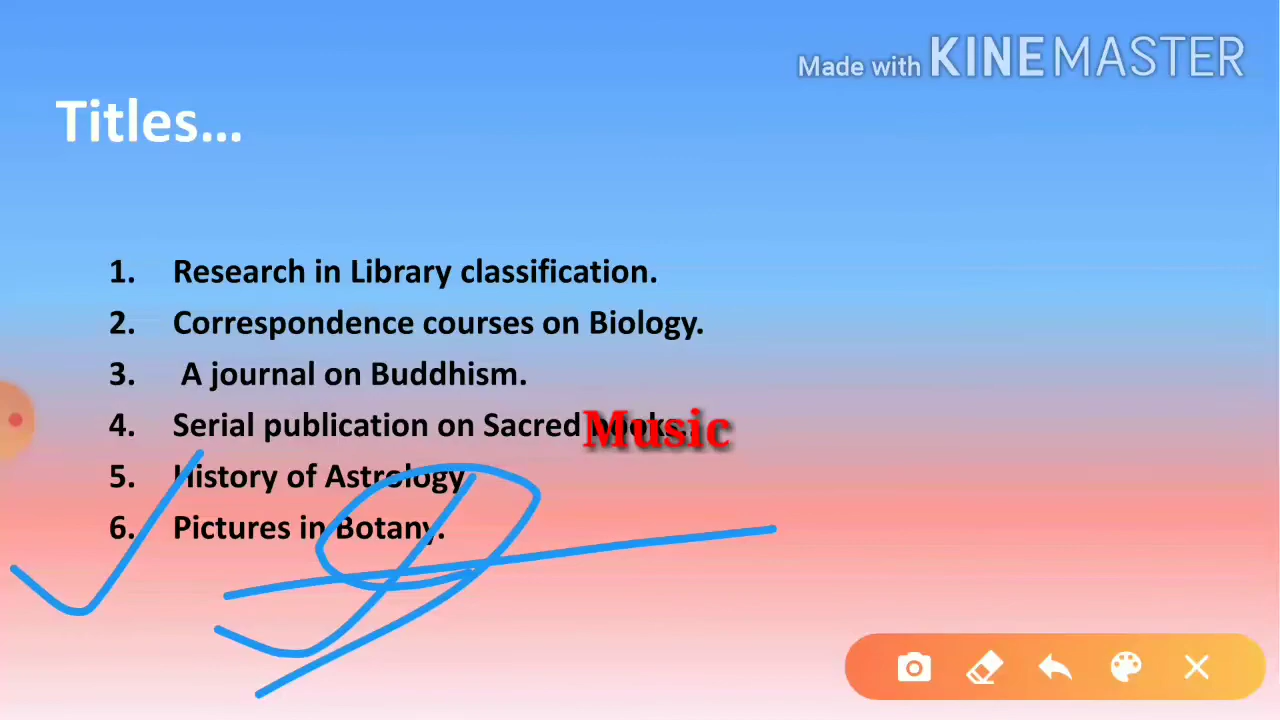 Made with KINEMASTER
Titles...
1. Research in Library classification.
2. Correspondence courses on Biology.
3. A journal on Buddhism.
4. Serial publication on Sacred books.
Music
5. History of Astrology
6. Pictures in Botany.